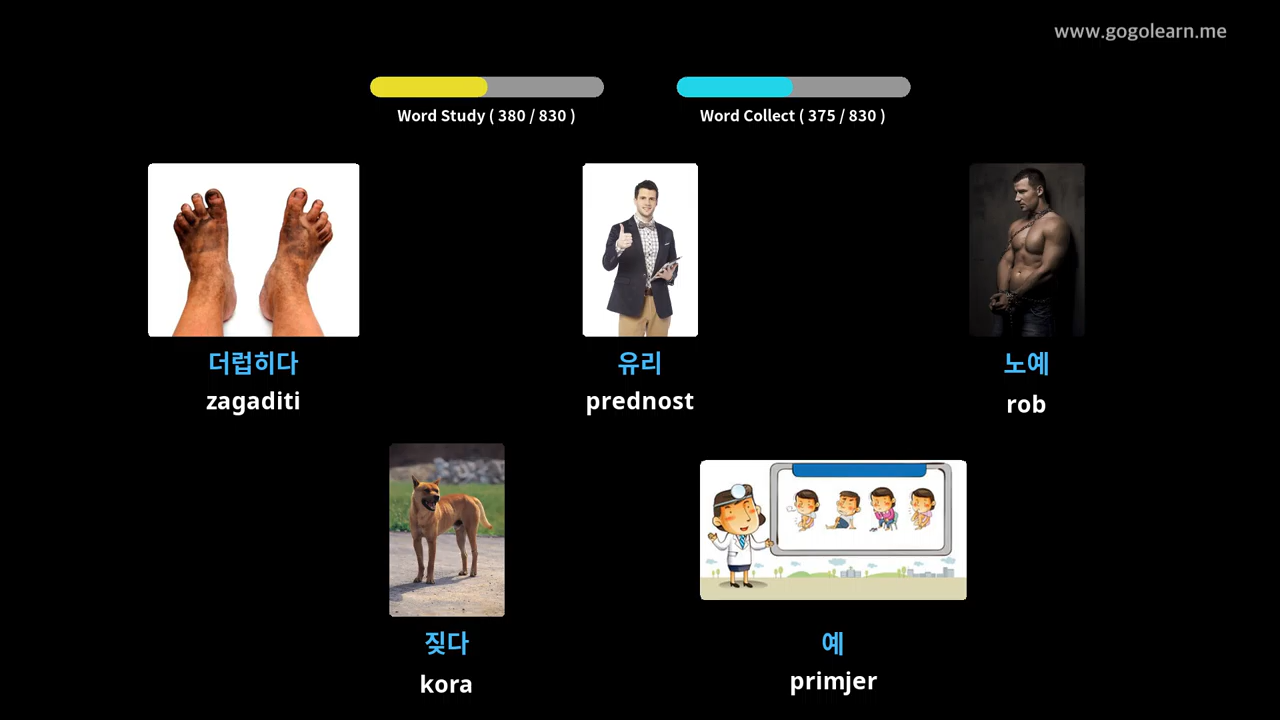 www.gogolearn.me
Word Study ( 380 / 830 )
Word Collect ( 375 / 830 )
더럽히다
zagaditi
유리
prednost
노예
rob
짖다
kora
예
primjer